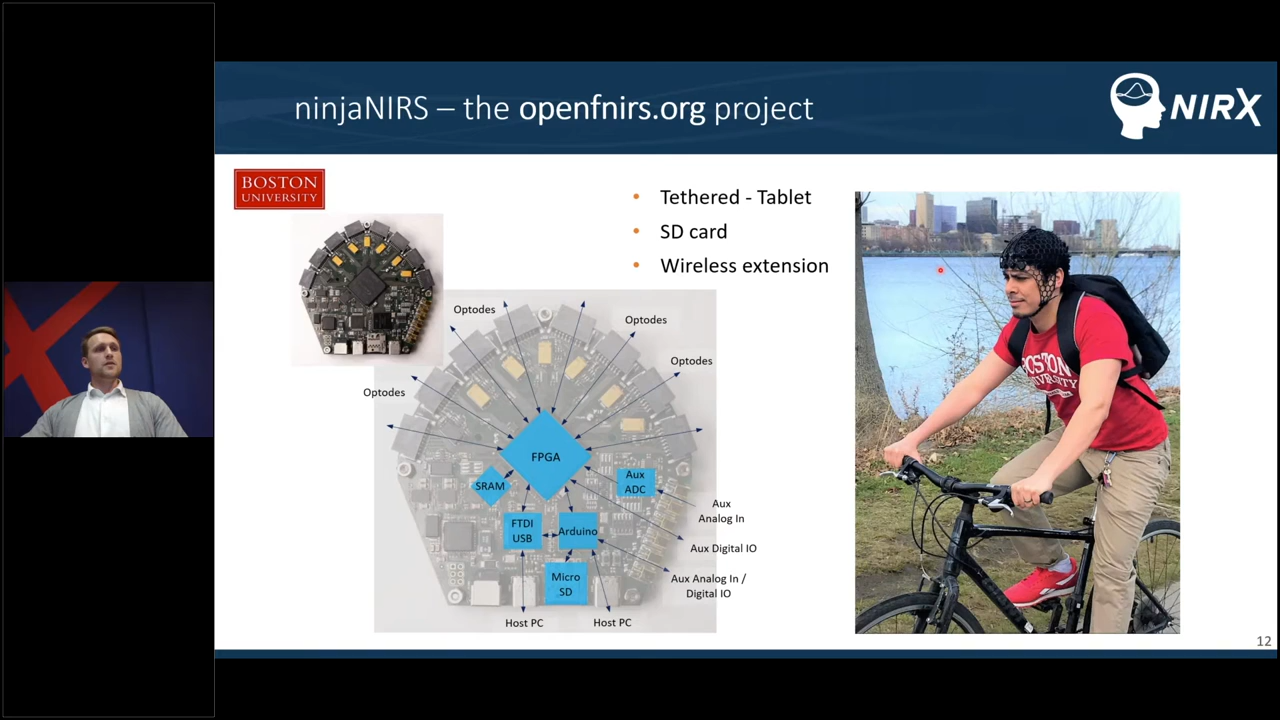 ninjaNIRS – the openfnirs.org project
NIRX
BOSTON
UNIVERSITY
• Tethered - Tablet
• SD card
• Wireless extension
Optodes
Optodes
Optodes
Optodes
FPGA
SRAM
Aux
ADC
FTDI
USB
Arduino
Micro
SD
Aux
Analog In
Aux Digital IO
Aux Analog In /
Digital IO
Host PC
Host PC
BOSTON
UNIVERSITY
12